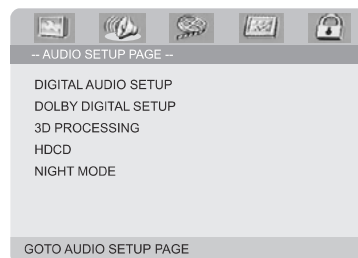 -- AUDIO SETUP PAGE --
DIGITAL AUDIO SETUP
DOLBY DIGITAL SETUP
3D PROCESSING
HDCD
NIGHT MODE
GOTO AUDIO SETUP PAGE